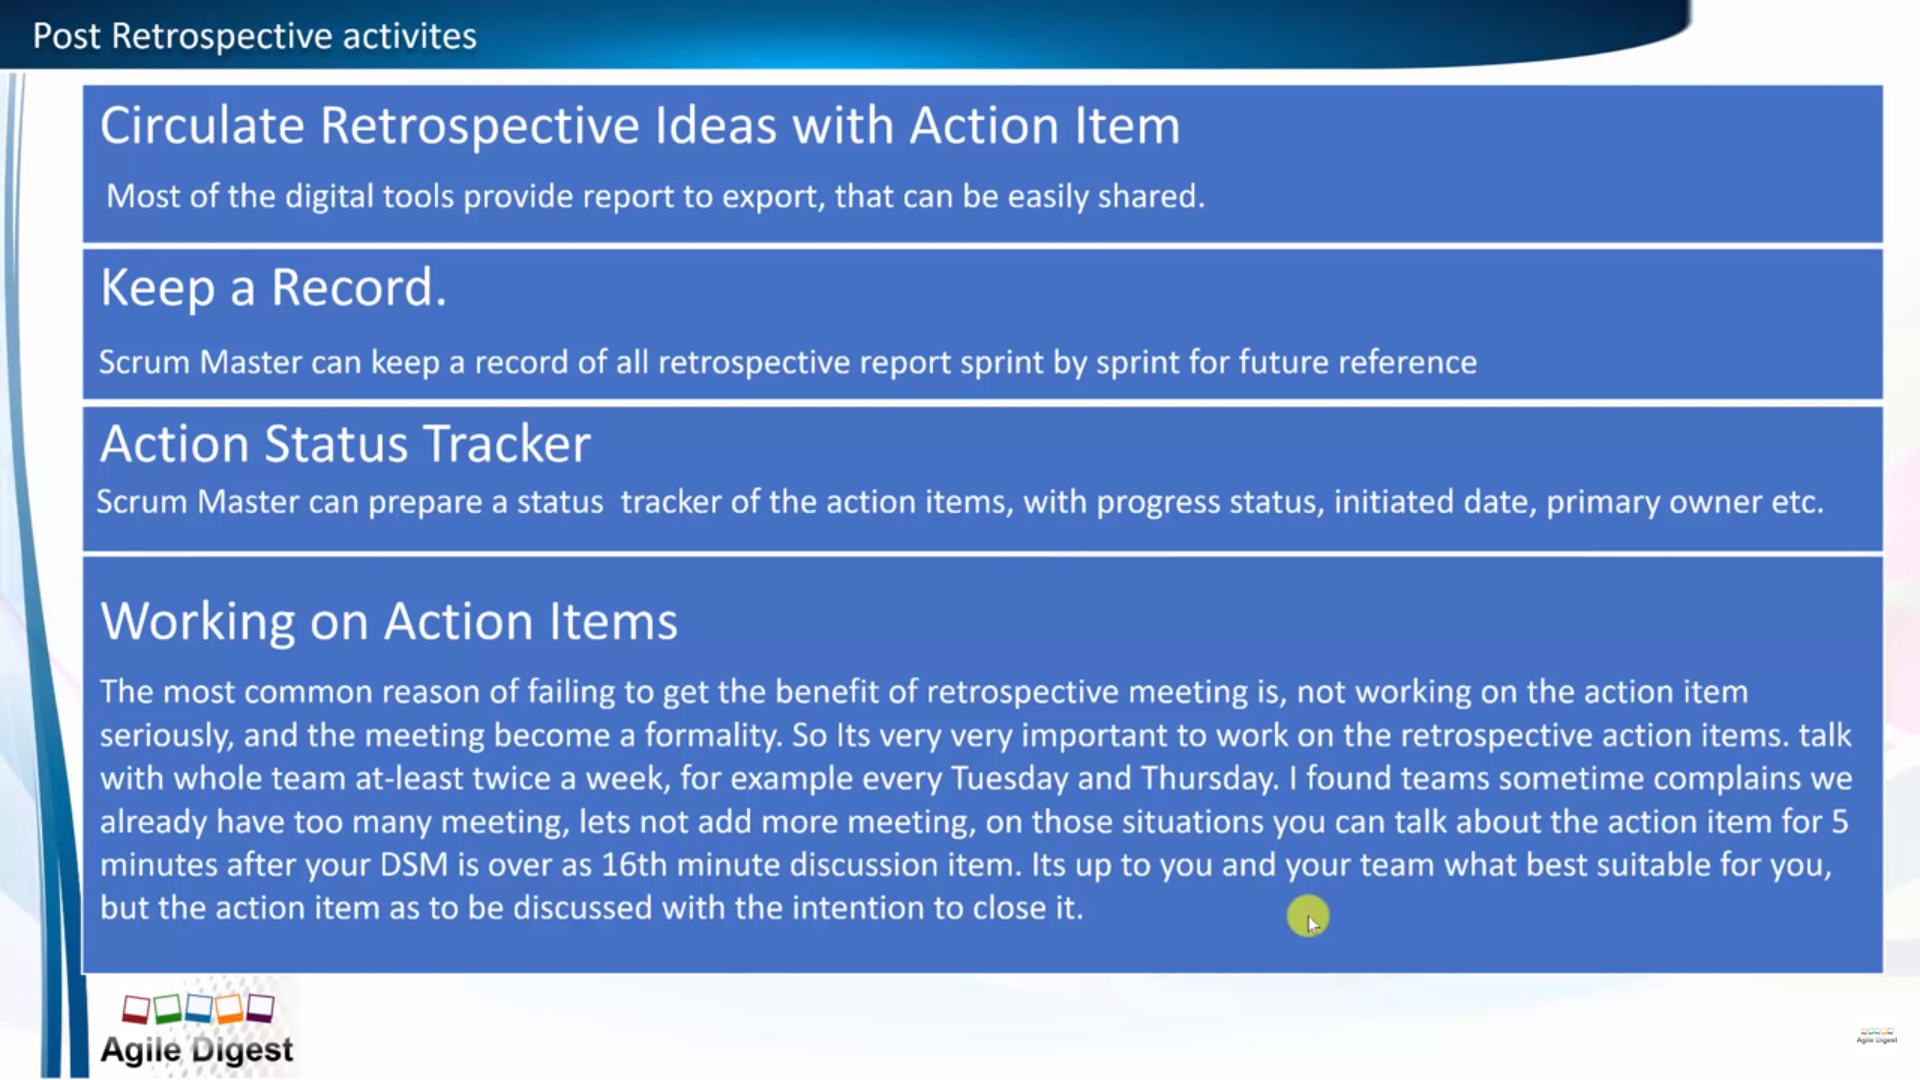 Post Retrospective activites
Circulate Retrospective Ideas with Action Item
Most of the digital tools provide report to export, that can be easily shared.
Keep a Record.
Scrum Master can keep a record of all retrospective report sprint by sprint for future reference
Action Status Tracker
Scrum Master can prepare a status  tracker of the action items, with progress status, initiated date, primary owner etc.
Working on Action Items
The most common reason of failing to get the benefit of retrospective meeting is, not working on the action item
seriously, and the meeting become a formality. So Its very very important to work on the retrospective action items. talk
with whole team at-least twice a week, for example every Tuesday and Thursday. I found teams sometime complains we
already have too many meeting, lets not add more meeting, on those situations you can talk about the action item for 5
minutes after your DSM is over as 16th minute discussion item. Its up to you and your team what best suitable for you,
but the action item as to be discussed with the intention to close it.
Agile Digest
Agile Digest